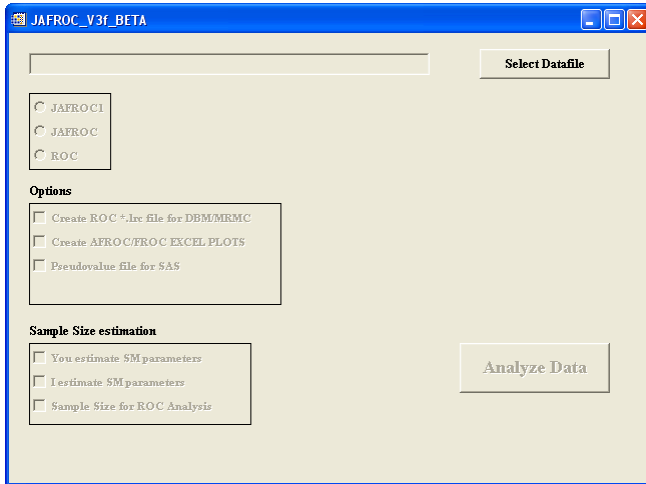 JAFROC_V3f_BETA
Select Datafile
JAFROC1
JAFROC
ROC
Options
Create ROC *.lrc file for DBM/MRMC
Create AFROC/FROC EXCEL PLOTS
Pseudovalue file for SAS
Sample Size estimation
You estimate SM parameters
I estimate SM parameters
Sample Size for ROC Analysis
Analyze Data